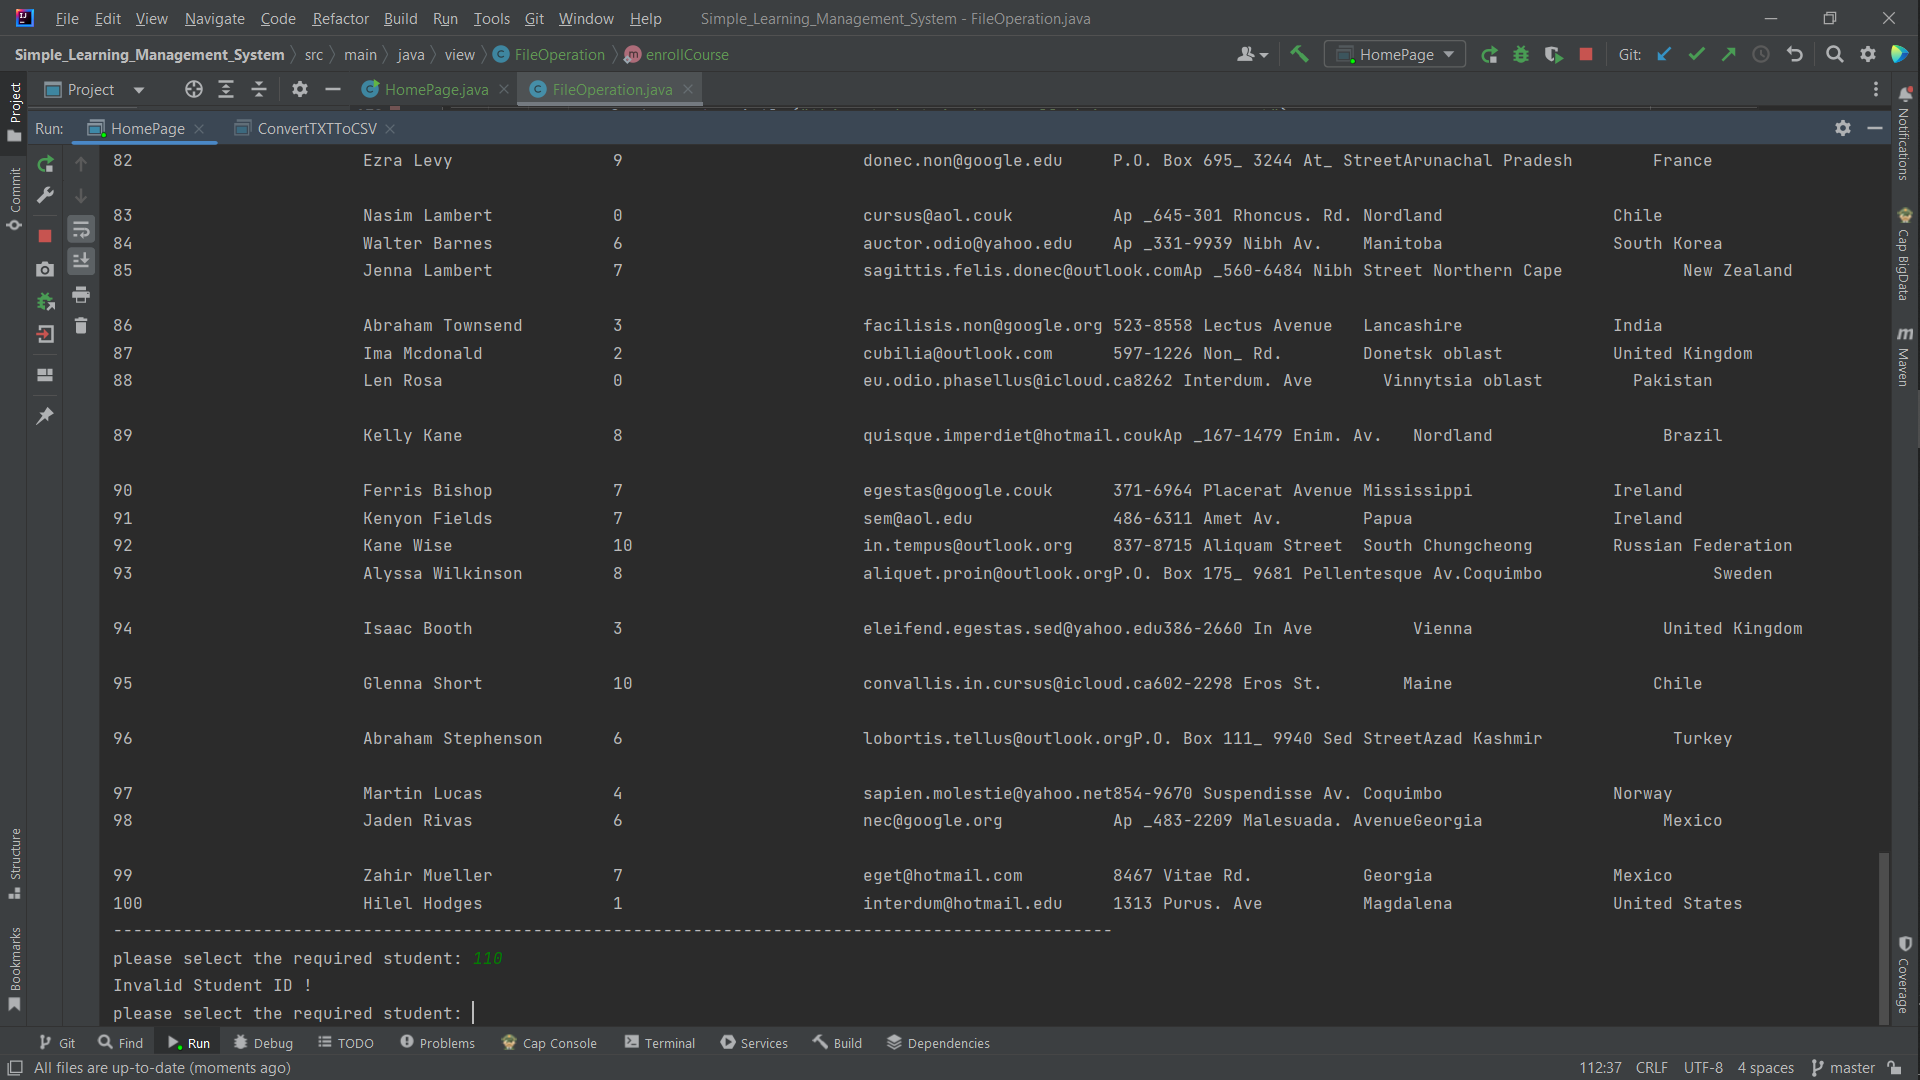 File Edit View Navigate Code Refactor Build Run Tools Git Window Help Simple_Learning_Management_System - FileOperation.java
Simple_Learning_Management_System src main java view FileOperation enrollCourse HomePage Git:
Project HomePage.java FileOperation.java
Run: HomePage ConvertTXTToCSV
82 Ezra Levy 9 donec.non@google.edu P.O. Box 695_ 3244 At_ StreetArunachal Pradesh France
83 Nasim Lambert 0 cursus@aol.couk Ap _645-301 Rhoncus. Rd. Nordland Chile
84 Walter Barnes 6 auctor.odio@yahoo.edu Ap _331-9939 Nibh Av. Manitoba South Korea
85 Jenna Lambert 7 sagittis.felis.donec@outlook.comAp _560-6484 Nibh Street Northern Cape New Zealand
86 Abraham Townsend 3 facilisis.non@google.org 523-8558 Lectus Avenue Lancashire India
87 Ima Mcdonald 2 cubilia@outlook.com 597-1226 Non_ Rd. Donetsk oblast United Kingdom
88 Len Rosa 0 eu.odio.phasellus@icloud.ca8262 Interdum. Ave Vinnytsia oblast Pakistan
89 Kelly Kane 8 quisque.imperdiet@hotmail.coukAp _167-1479 Enim. Av. Nordland Brazil
90 Ferris Bishop 7 egestas@google.couk 371-6964 Placerat Avenue Mississippi Ireland
91 Kenyon Fields 7 sem@aol.edu 486-6311 Amet Av. Papua Ireland
92 Kane Wise 10 in.tempus@outlook.org 837-8715 Aliquam Street South Chungcheong Russian Federation
93 Alyssa Wilkinson 8 aliquet.proin@outlook.orgP.O. Box 175_ 9681 Pellentesque Av.Coquimbo Sweden
94 Isaac Booth 3 eleifend.egestas.sed@yahoo.edu386-2660 In Ave Vienna United Kingdom
95 Glenna Short 10 convallis.in.cursus@icloud.ca602-2298 Eros St. Maine Chile
96 Abraham Stephenson 6 lobortis.tellus@outlook.orgP.O. Box 111_ 9940 Sed StreetAzad Kashmir Turkey
97 Martin Lucas 4 sapien.molestie@yahoo.net854-9670 Suspendisse Av. Coquimbo Norway
98 Jaden Rivas 6 nec@google.org Ap _483-2209 Malesuada. AvenueGeorgia Mexico
99 Zahir Mueller 7 eget@hotmail.com 8467 Vitae Rd. Georgia Mexico
100 Hilel Hodges 1 interdum@hotmail.edu 1313 Purus. Ave Magdalena United States
----------------------------------------------------------------------------------------------------
please select the required student: 110
Invalid Student ID !
please select the required student:
Project
Commit
Structure
Bookmarks
Notifications
Cap BigData
Maven
Coverage
Git Find Run Debug TODO Problems Cap Console Terminal Services Build Dependencies
All files are up-to-date (moments ago) 112:37 CRLF UTF-8 4 spaces master